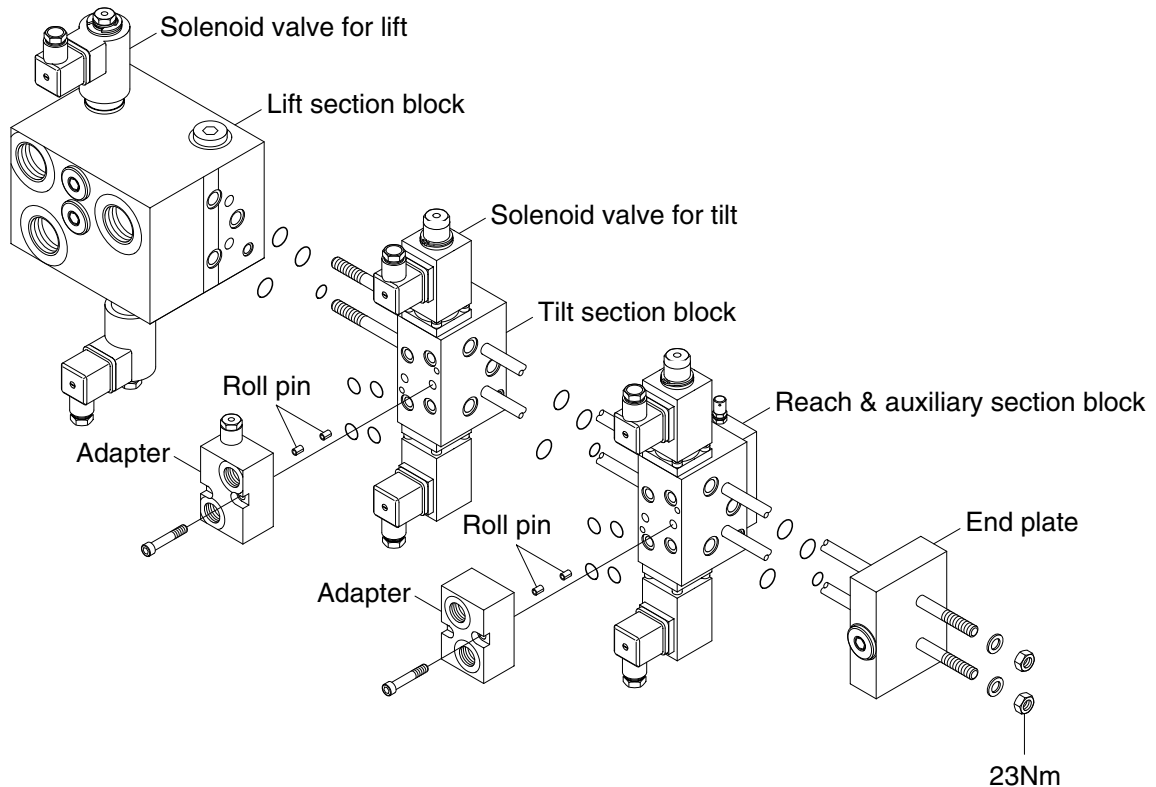 Solenoid valve for lift
Lift section block
Solenoid valve for tilt
Tilt section block
Roll pin
Adapter
Reach & auxiliary section block
Roll pin
End plate
Adapter
23Nm